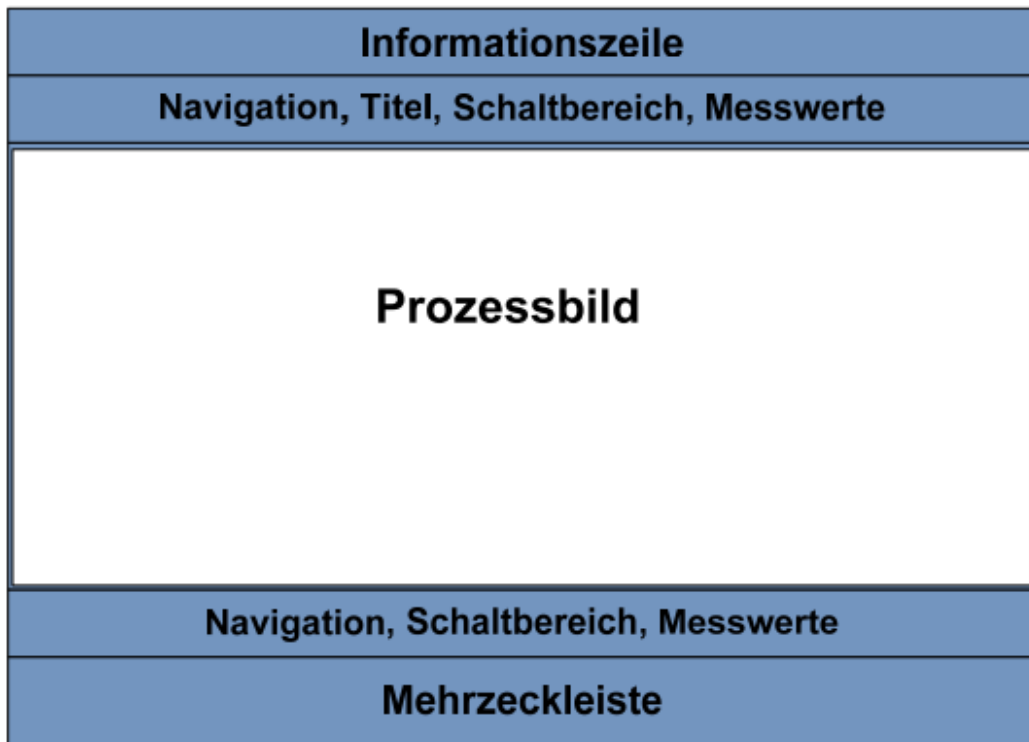 Informationszeile
Navigation, Titel, Schaltbereich, Messwerte
Prozessbild
Navigation, Schaltbereich, Messwerte
Mehrzeckleiste